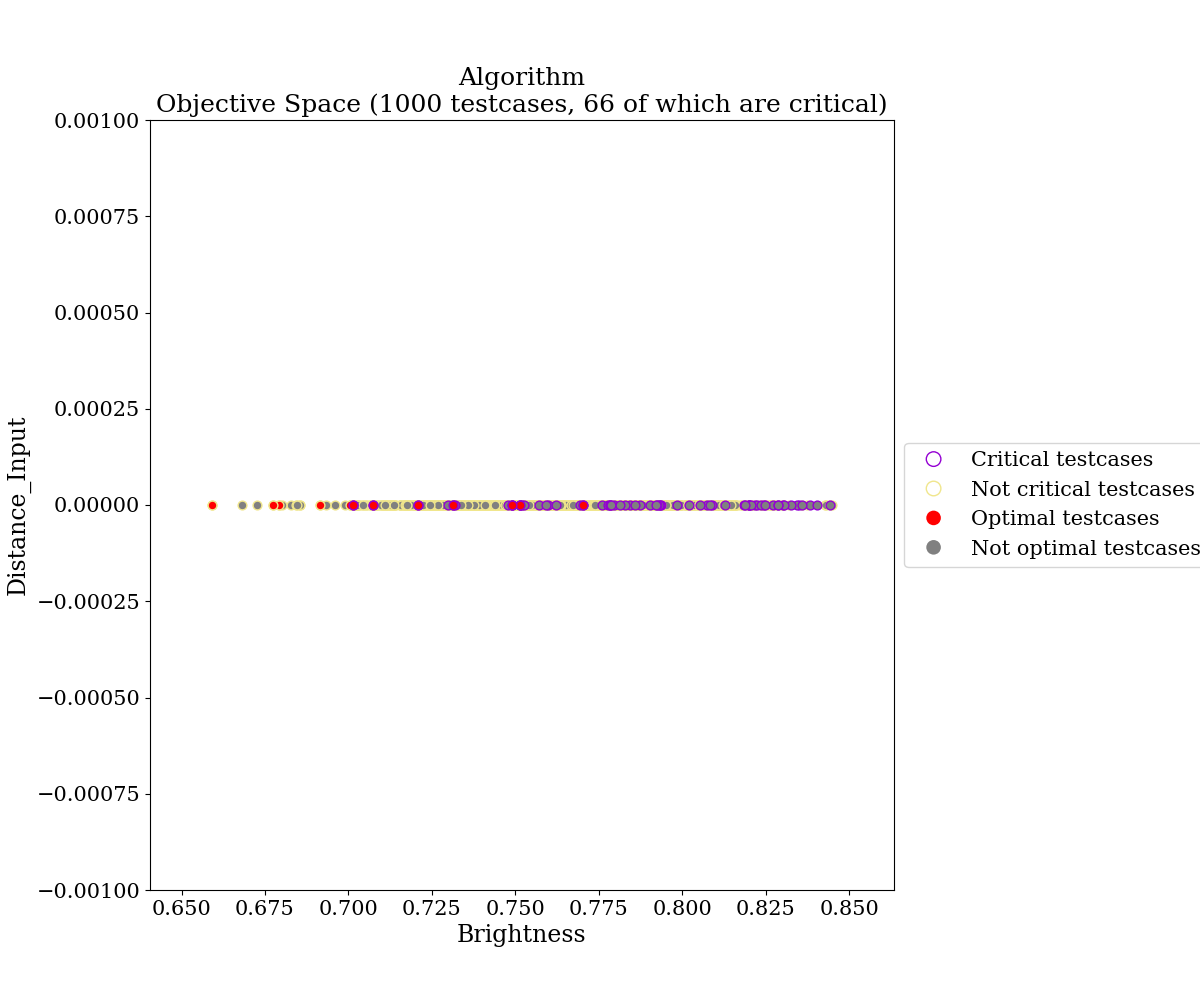 Algorithm
Objective Space (1000 testcases, 66 of which are critical)
0.00100
0.00075
0.00050
0.00025
0.00000
−0.00025
−0.00050
−0.00075
−0.00100
Distance_Input
0.650 0.675 0.700 0.725 0.750 0.775 0.800 0.825 0.850
Brightness
Critical testcases
Not critical testcases
Optimal testcases
Not optimal testcases